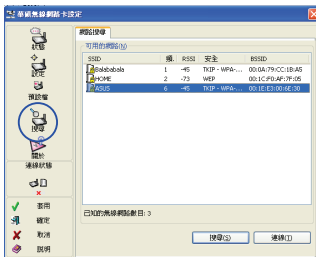 華碩無線網路卡設定
狀態
設定
預設檔
搜尋
關於
連線狀態
套用
確定
取消
說明
網路搜尋
可用的網路(N)
SSID 頻. RSSI 安全 BSSID
Balababala 1 -45 TKIP - WPA-... 00:0A:79:CC:1B:A5
HOME 2 -73 WEP 00:1C:F0:AF:7F:05
ASUS 6 -45 TKIP - WPA-... 00:1E:E3:00:6E:30
已知的無線網路數目: 3
搜尋(S) 連線(T)